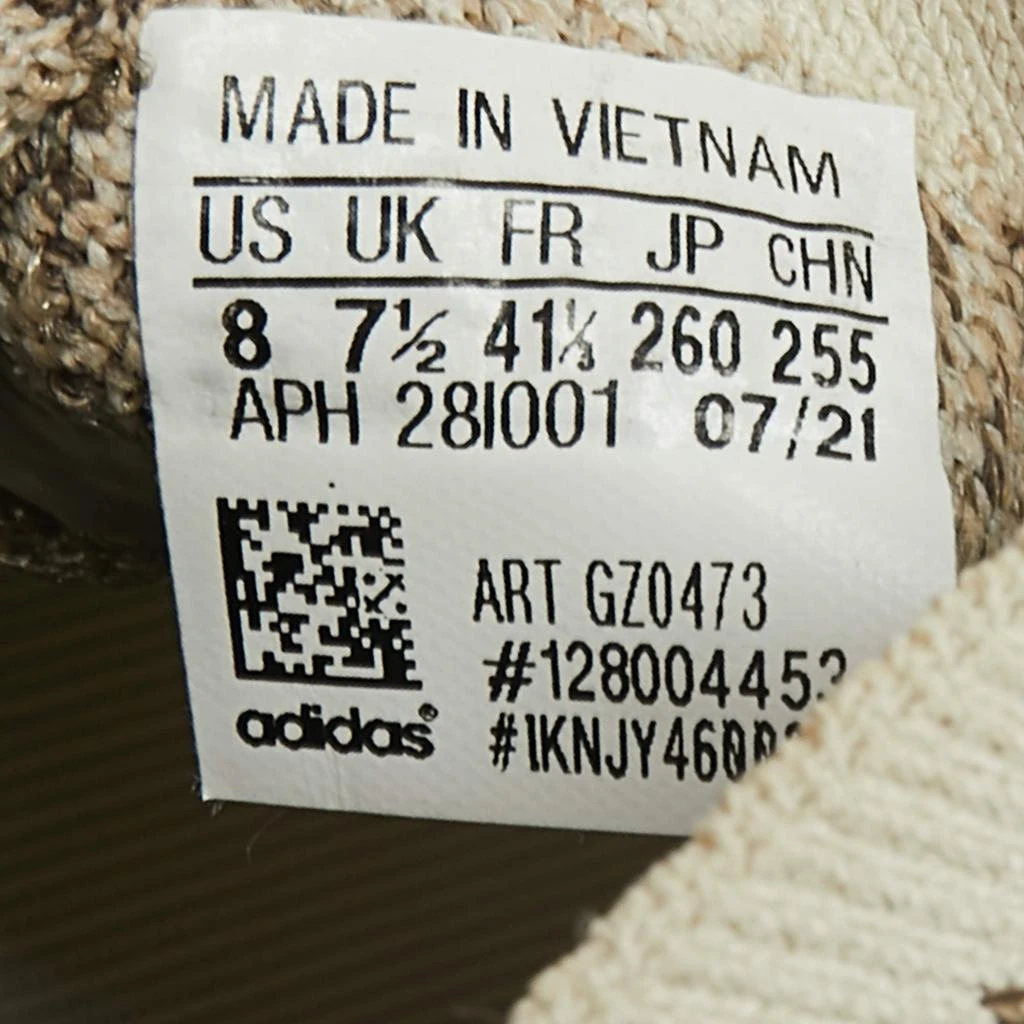 MADE IN VIETNAM
US UK FR JP CHN
8 7½ 41⅓ 260 255
APH 28I001 07/21
ART GZ0473
#128004453
adidas®